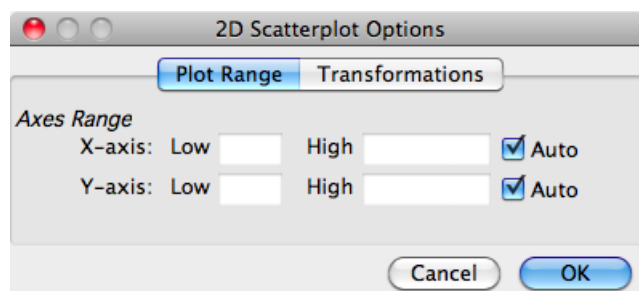 2D Scatterplot Options
Plot Range Transformations
Axes Range
X-axis: Low High Auto
Y-axis: Low High Auto
Cancel OK